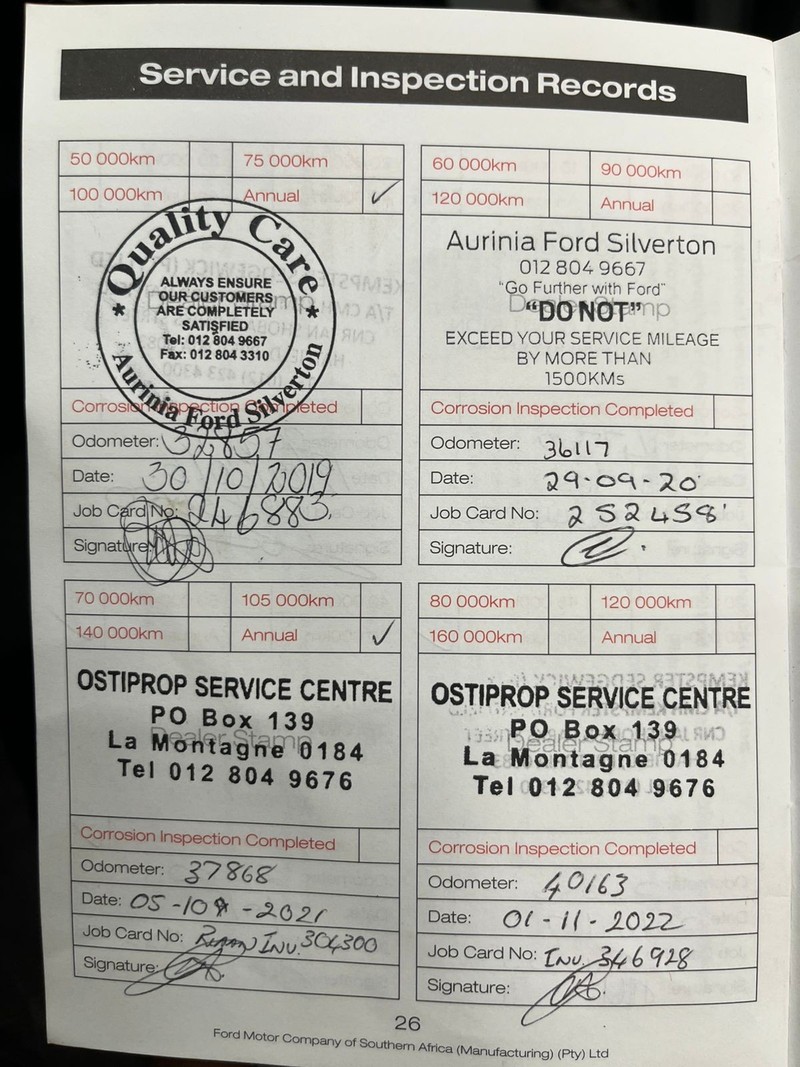 Service and Inspection Records
50 000km 75 000km
100 000km Annual ✓
Quality Care
ALWAYS ENSURE
OUR CUSTOMERS
ARE COMPLETELY
SATISFIED
Tel: 012 804 9667
Fax: 012 804 3310
Aurinia Ford Silverton
Dealer Stamp
Corrosion Inspection Completed
Odometer: 32857
Date: 30/10/2019
Job Card No: 246883
Signature:
60 000km 90 000km
120 000km Annual
Aurinia Ford Silverton
012 804 9667
"Go Further with Ford"
Dealer Stamp
"DO NOT"
EXCEED YOUR SERVICE MILEAGE
BY MORE THAN
1500KMs
Corrosion Inspection Completed
Odometer: 36117
Date: 29-09-20
Job Card No: 252458
Signature:
70 000km 105 000km
140 000km Annual ✓
OSTIPROP SERVICE CENTRE
PO Box 139
Dealer Stamp
La Montagne 0184
Tel 012 804 9676
Corrosion Inspection Completed
Odometer: 37868
Date: 05-10-2021
Job Card No: INV. 304300
Signature:
80 000km 120 000km
160 000km Annual
OSTIPROP SERVICE CENTRE
PO Box 139
Dealer Stamp
La Montagne 0184
Tel 012 804 9676
Corrosion Inspection Completed
Odometer: 40163
Date: 01-11-2022
Job Card No: INV. 346928
Signature:
26
Ford Motor Company of Southern Africa (Manufacturing) (Pty) Ltd